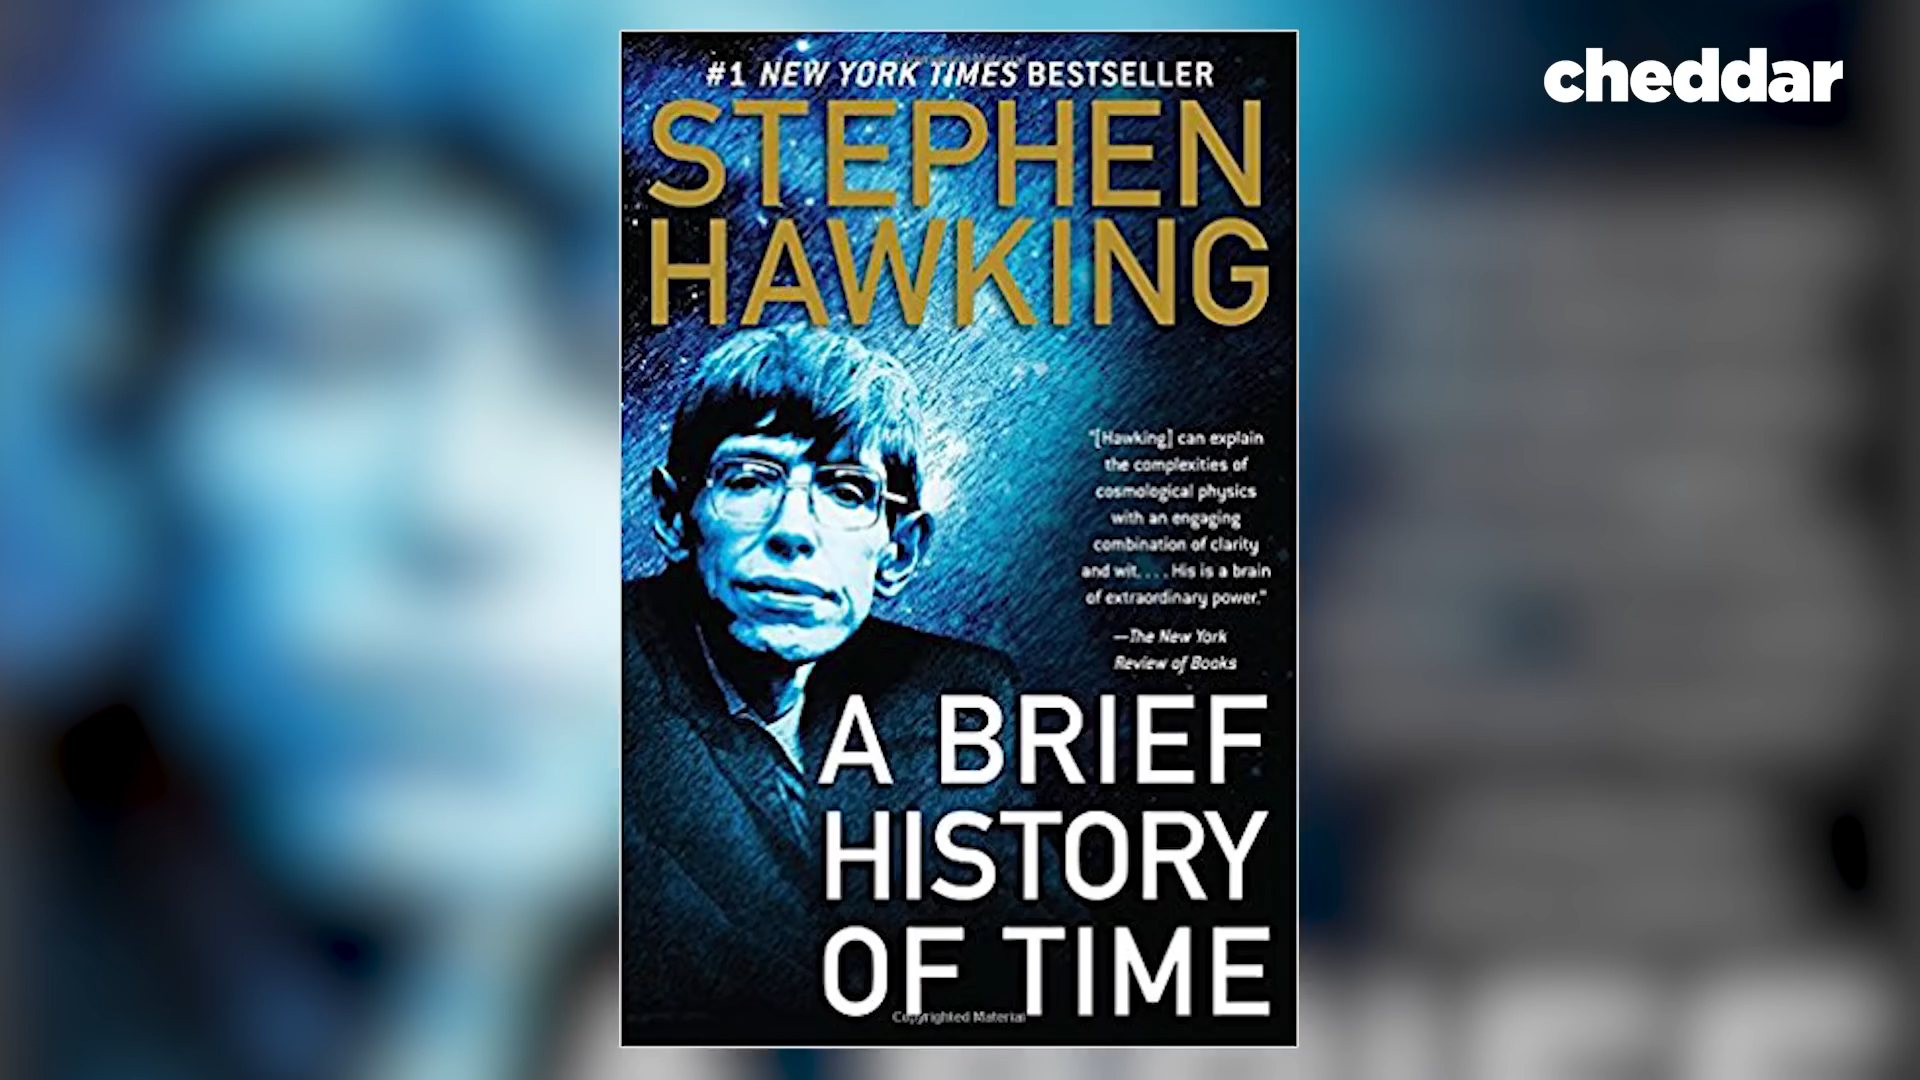 #1 NEW YORK TIMES BESTSELLER
STEPHEN
HAWKING
"[Hawking] can explain
the complexities of
cosmological physics
with an engaging
combination of clarity
and wit. . . . His is a brain
of extraordinary power."
—The New York
Review of Books
A BRIEF
HISTORY
OF TIME
Copyrighted Material
cheddar